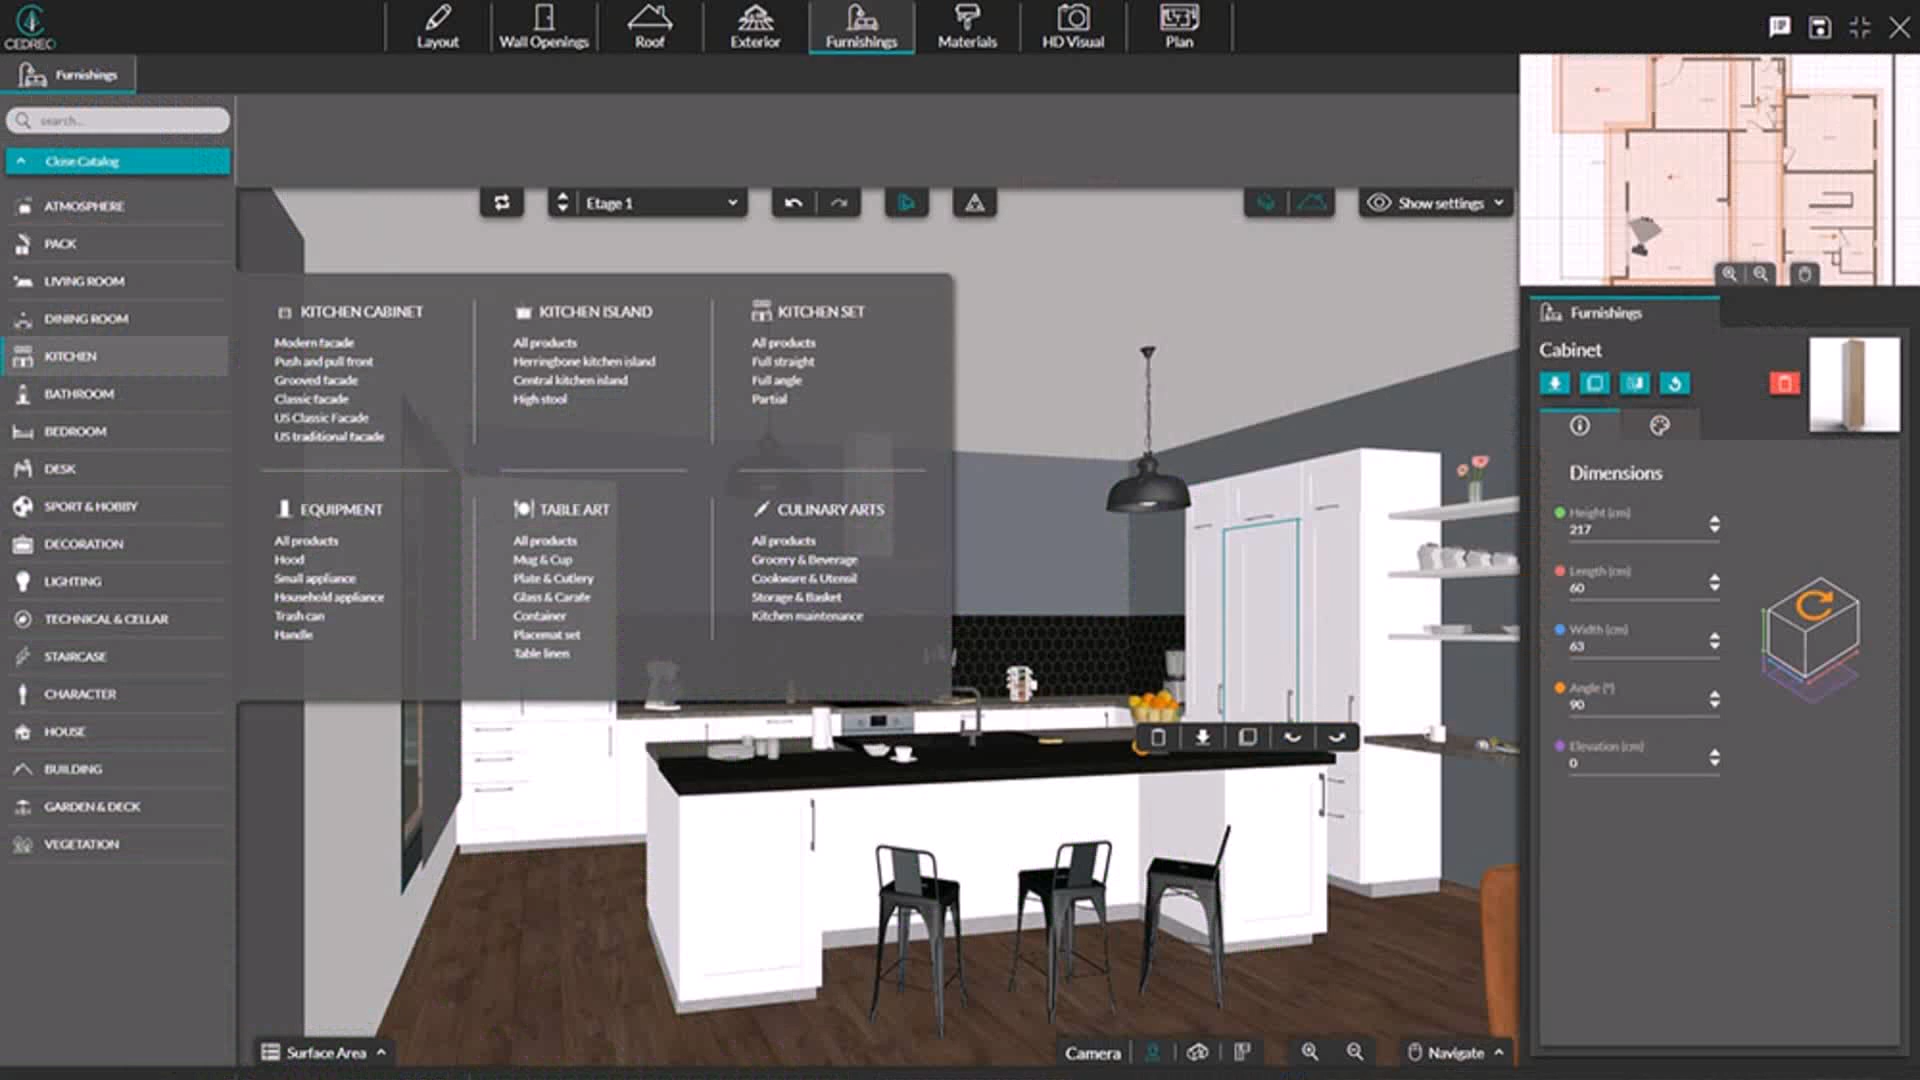 CEDREO
Layout
Wall Openings
Roof
Exterior
Furnishings
Materials
HD Visual
Plan
Furnishings
search...
Close Catalog
ATMOSPHERE
PACK
LIVING ROOM
DINING ROOM
KITCHEN
BATHROOM
BEDROOM
DESK
SPORT & HOBBY
DECORATION
LIGHTING
TECHNICAL & CELLAR
STAIRCASE
CHARACTER
HOUSE
BUILDING
GARDEN & DECK
VEGETATION
Etage 1
Show settings
KITCHEN CABINET
Modern facade
Push and pull front
Grooved facade
Classic facade
US Classic Facade
US traditional facade
KITCHEN ISLAND
All products
Herringbone kitchen island
Central kitchen island
High stool
KITCHEN SET
All products
Full straight
Full angle
Partial
EQUIPMENT
All products
Hood
Small appliance
Household appliance
Trash can
Handle
TABLE ART
All products
Mug & Cup
Plate & Cutlery
Glass & Carafe
Container
Placemat set
Table linen
CULINARY ARTS
All products
Grocery & Beverage
Cookware & Utensil
Storage & Basket
Kitchen maintenance
Furnishings
Cabinet
Dimensions
Height (cm)
217
Length (cm)
60
Width (cm)
63
Angle (°)
90
Elevation (cm)
0
Surface Area
Camera
Navigate